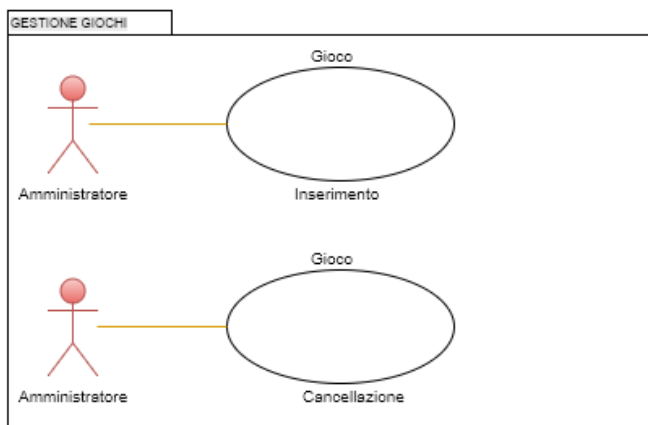 GESTIONE GIOCHI
Gioco
Amministratore
Inserimento
Gioco
Amministratore
Cancellazione